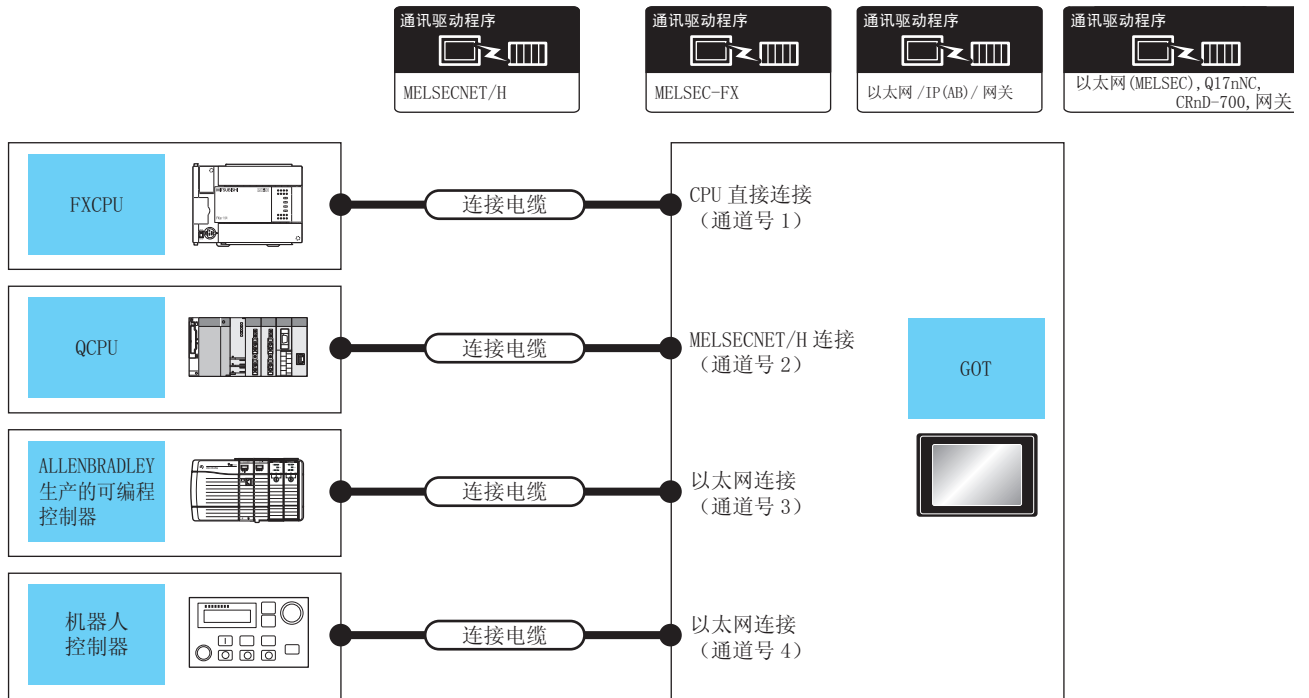 通讯驱动程序
MELSECNET/H
通讯驱动程序
MELSEC-FX
通讯驱动程序
以太网/IP(AB)/网关
通讯驱动程序
以太网(MELSEC),Q17nNC,
CRnD-700,网关
FXCPU
MITSUBISHI
连接电缆
CPU 直接连接
（通道号 1）
QCPU
连接电缆
MELSECNET/H 连接
（通道号 2）
GOT
ALLENBRADLEY
生产的可编程
控制器
连接电缆
以太网连接
（通道号 3）
机器人
控制器
连接电缆
以太网连接
（通道号 4）